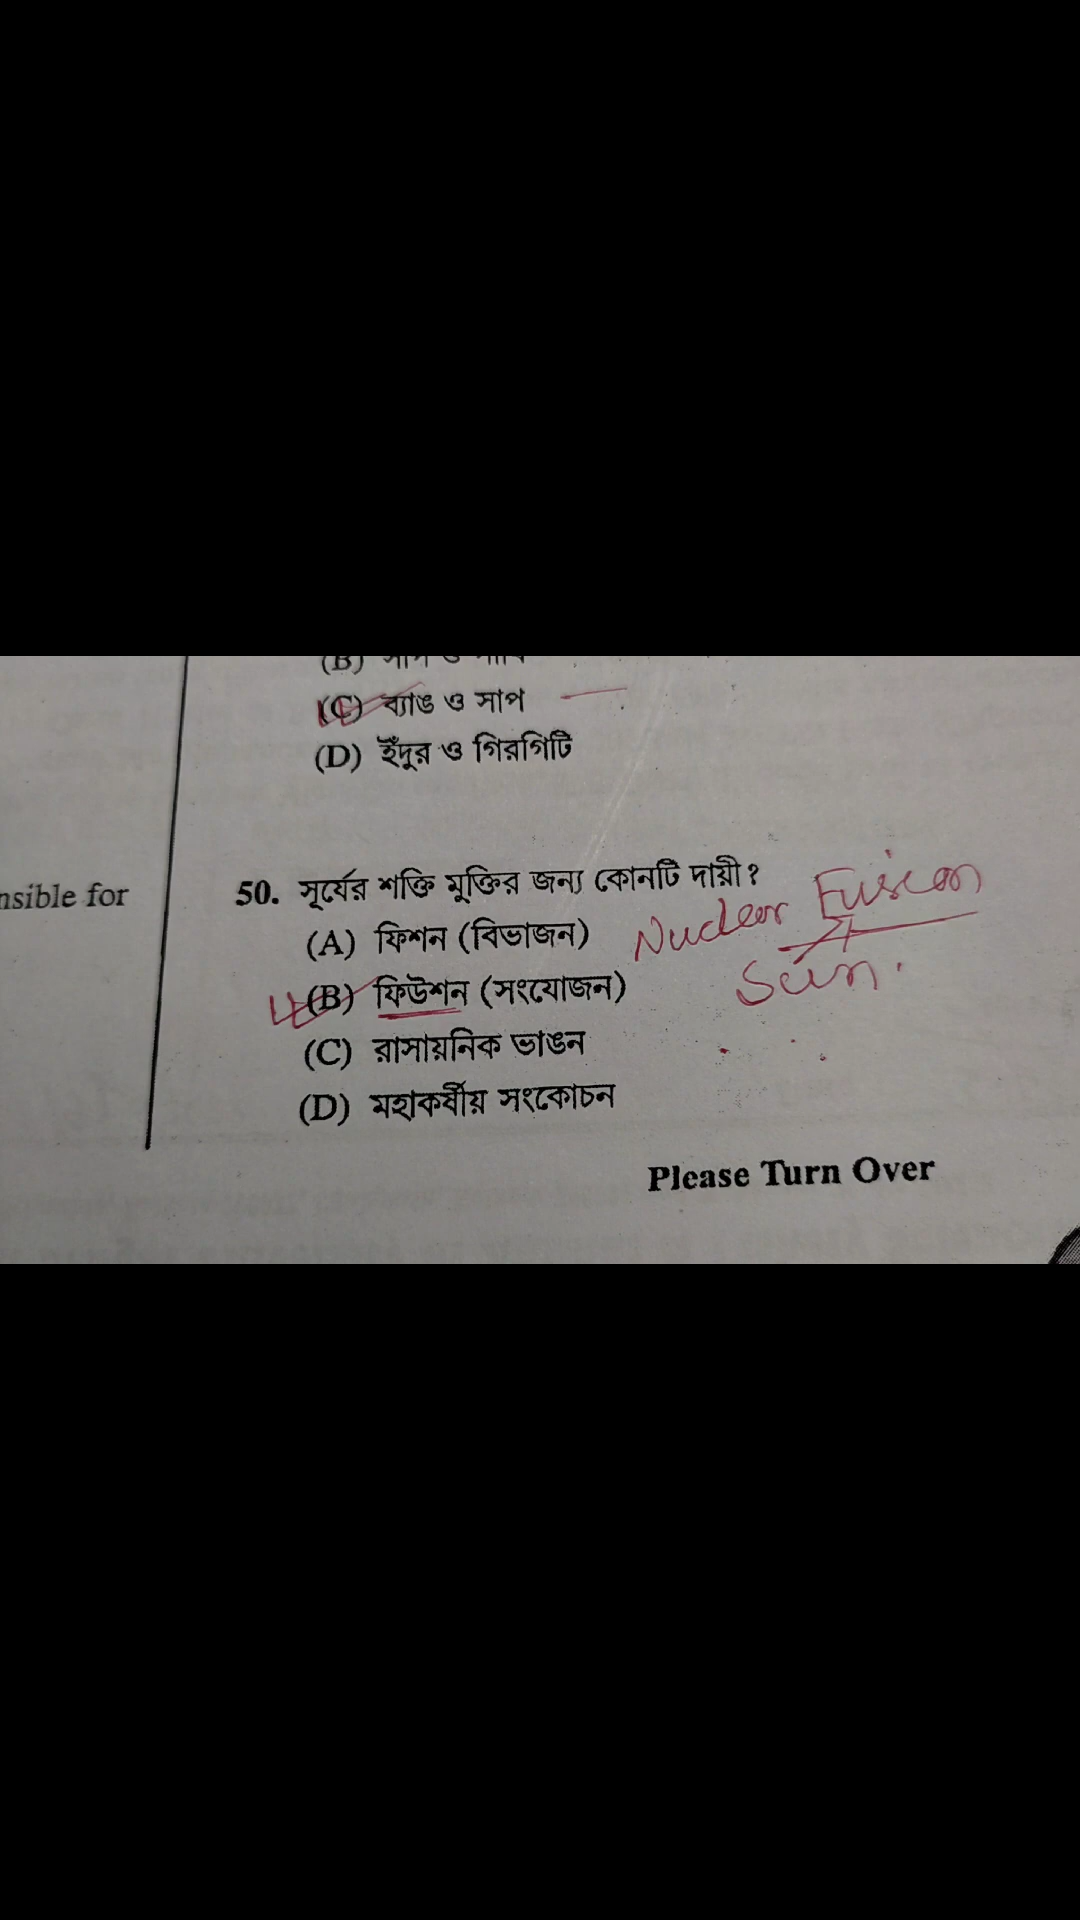 (C) ব্যাঙ ও সাপ
(D) ইঁদুর ও গিরগিটি
nsible for
50. সূর্যের শক্তি মুক্তির জন্য কোনটি দায়ী?
(A) ফিশন (বিভাজন)
Nuclear Fusion
(B) ফিউশন (সংযোজন)
Sun.
(C) রাসায়নিক ভাঙন
(D) মহাকর্ষীয় সংকোচন
Please Turn Over